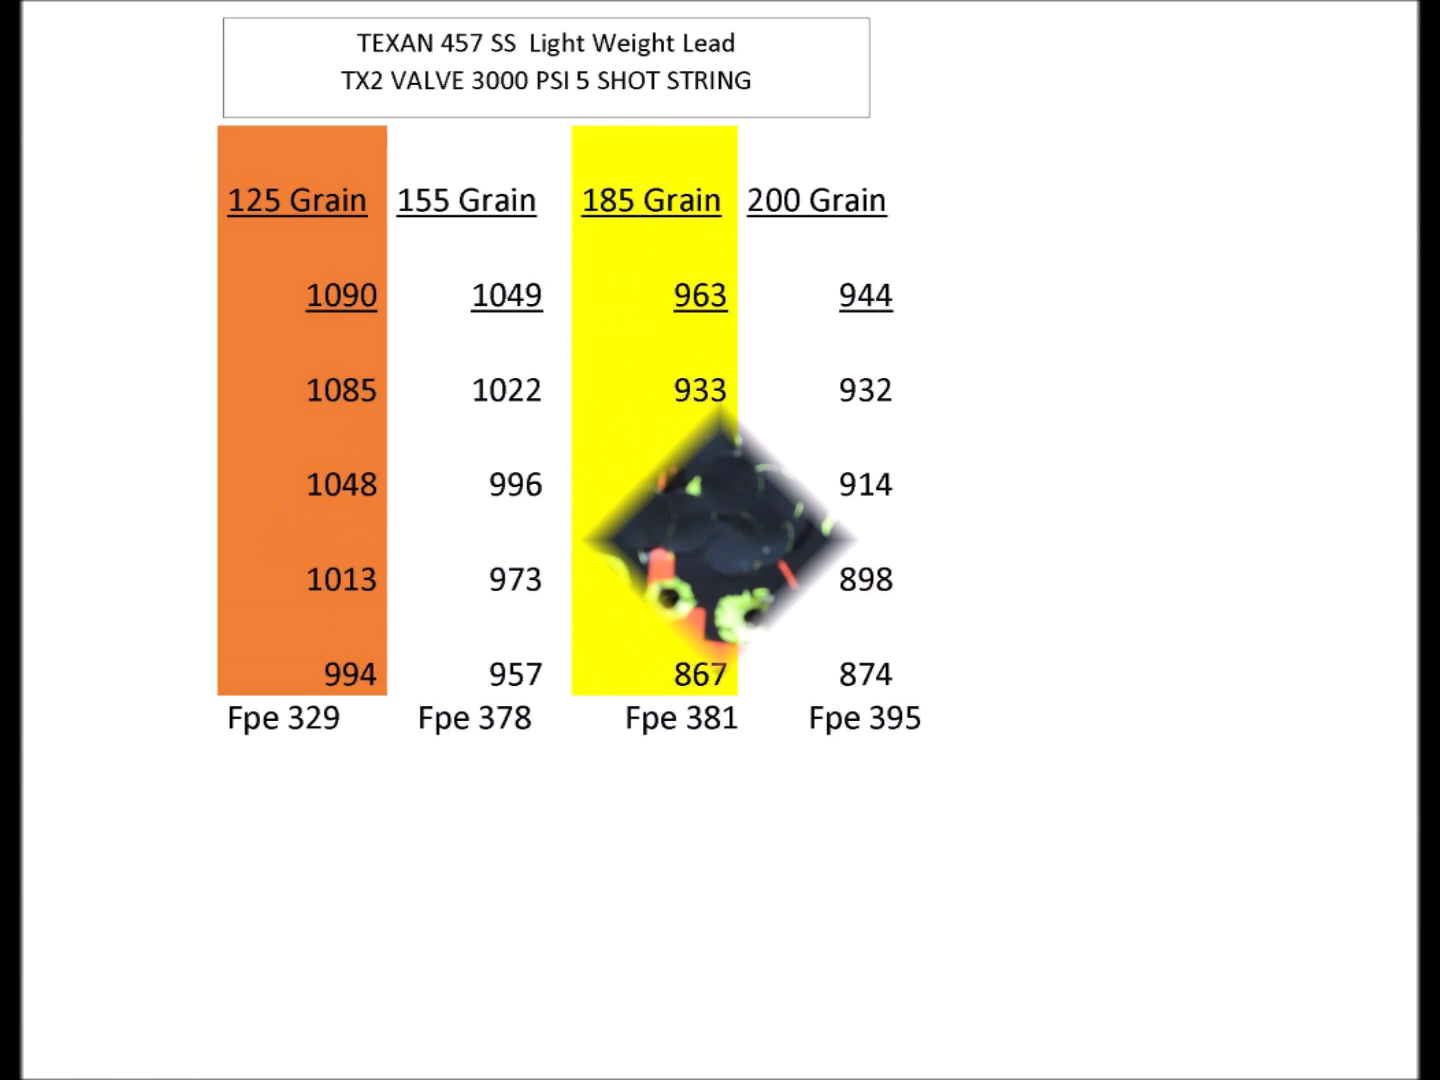 TEXAN 457 SS Light Weight Lead
TX2 VALVE 3000 PSI 5 SHOT STRING
125 Grain 155 Grain 185 Grain 200 Grain
1090 1049 963 944
1085 1022 933 932
1048 996 914
1013 973 898
994 957 867 874
Fpe 329 Fpe 378 Fpe 381 Fpe 395